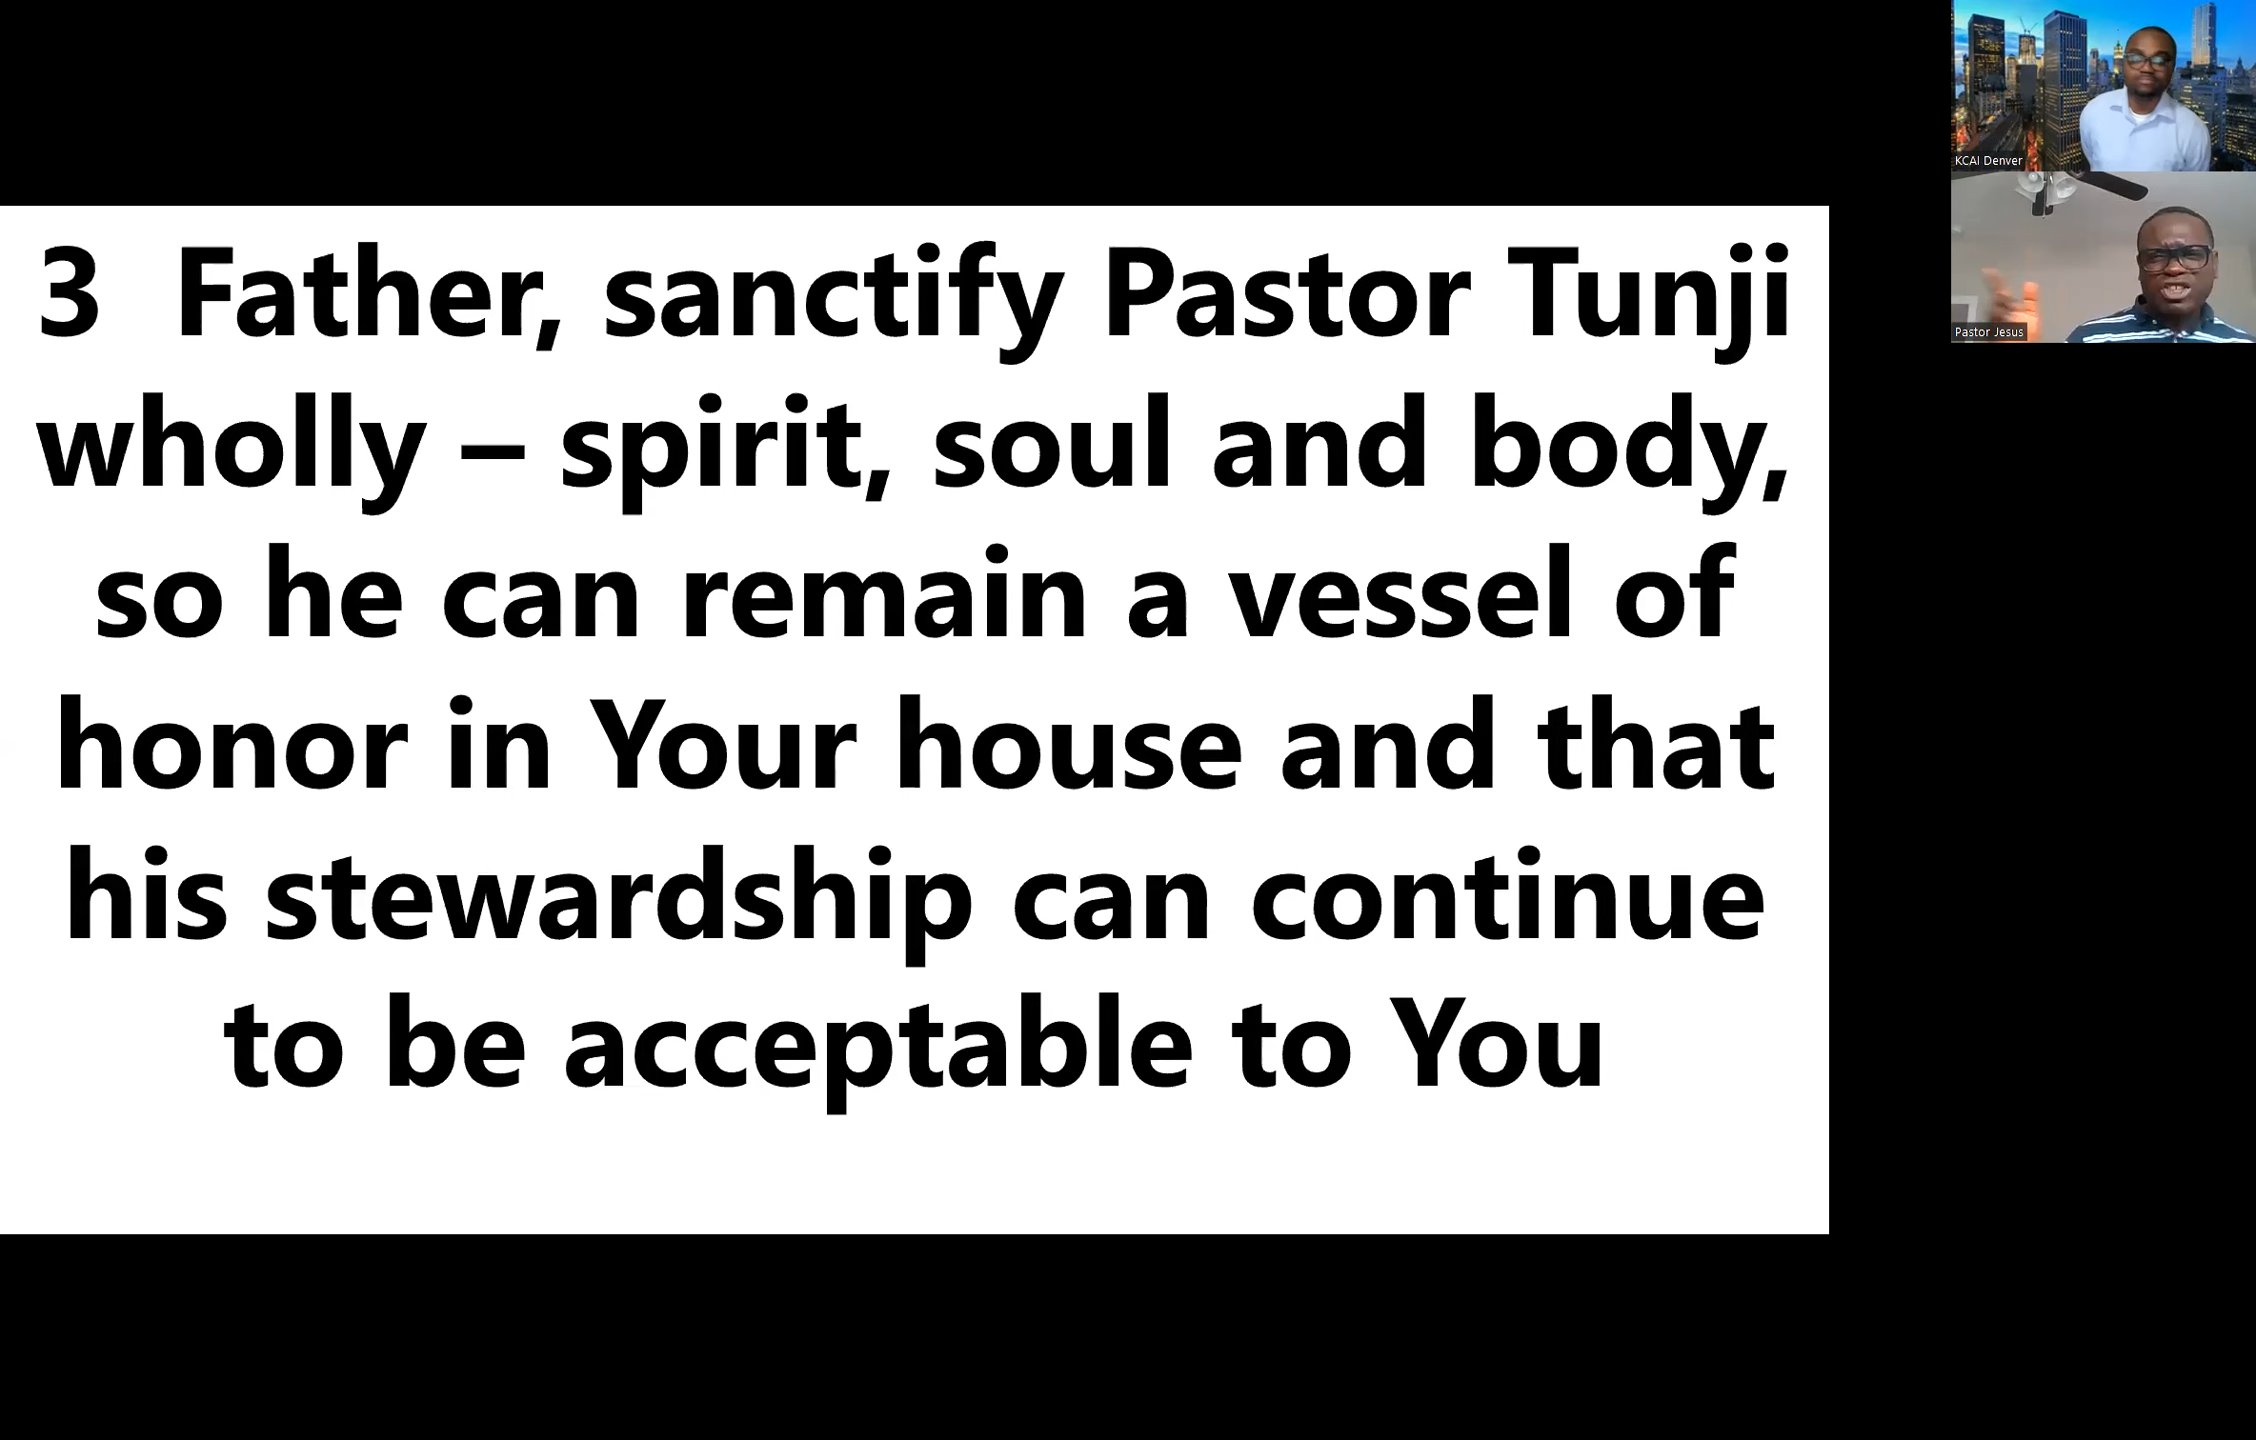 3  Father, sanctify Pastor Tunji
wholly – spirit, soul and body,
so he can remain a vessel of
honor in Your house and that
his stewardship can continue
to be acceptable to You
KCAI Denver
Pastor Jesus